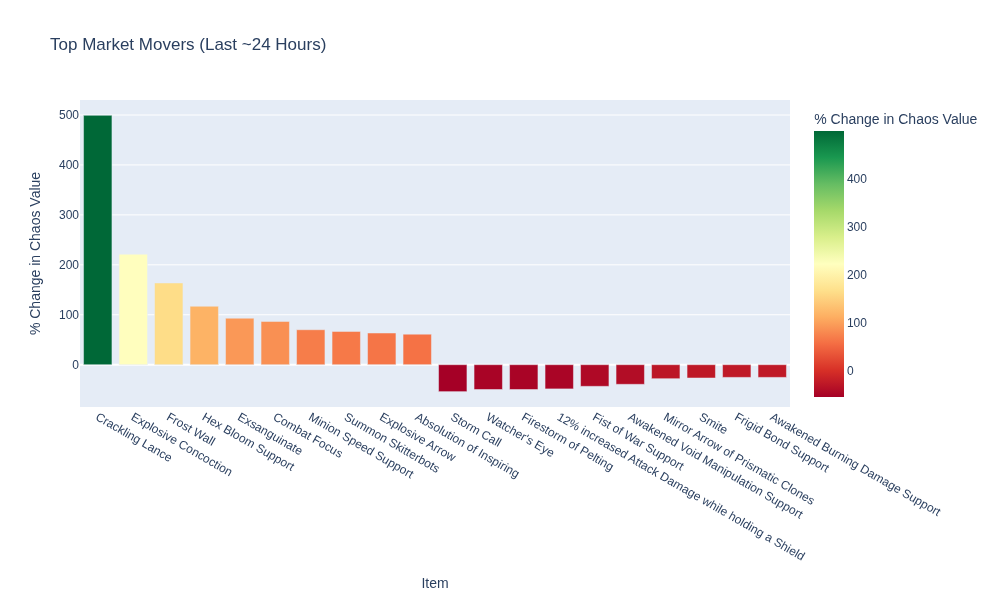 Top Market Movers (Last ~24 Hours)
% Change in Chaos Value
500
400
300
200
100
0
% Change in Chaos Value
400
300
200
100
0
Crackling Lance
Explosive Concoction
Frost Wall
Hex Bloom Support
Exsanguinate
Combat Focus
Minion Speed Support
Summon Skitterbots
Explosive Arrow
Absolution of Inspiring
Storm Call
Watcher's Eye
Firestorm of Pelting
12% increased Attack Damage while holding a Shield
Fist of War Support
Awakened Void Manipulation Support
Mirror Arrow of Prismatic Clones
Smite
Frigid Bond Support
Awakened Burning Damage Support
Item